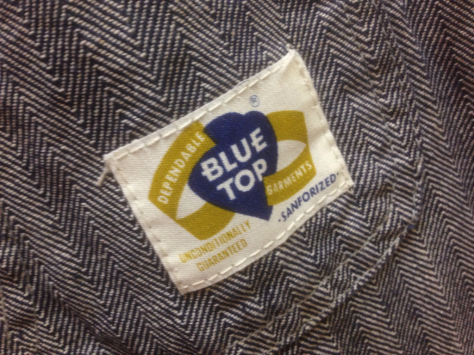 ®
DEPENDABLE
BLUE
TOP
GARMENTS
-SANFORIZED-
UNCONDITIONALLY
GUARANTEED